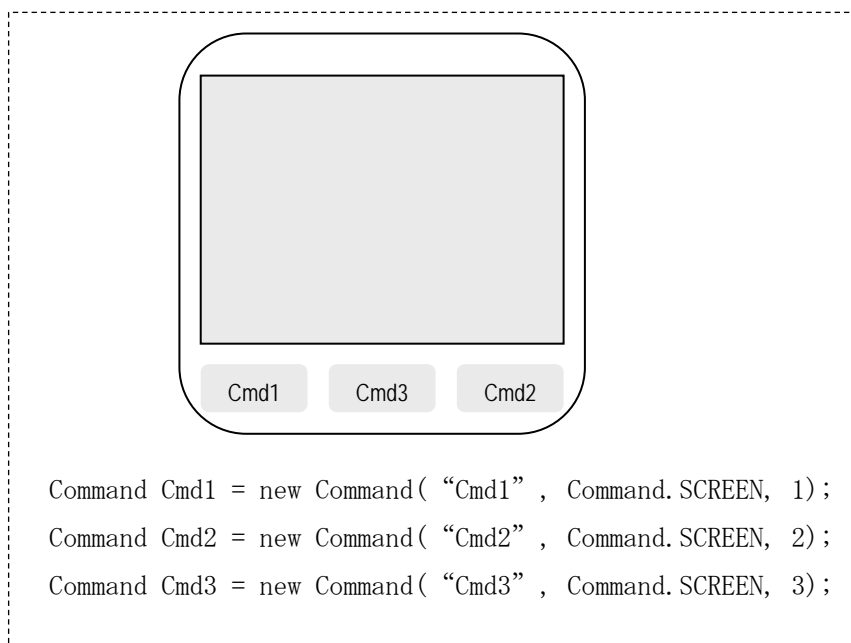 Cmd1 Cmd3 Cmd2
Command Cmd1 = new Command( “Cmd1” , Command.SCREEN, 1);
Command Cmd2 = new Command( “Cmd2” , Command.SCREEN, 2);
Command Cmd3 = new Command( “Cmd3” , Command.SCREEN, 3);